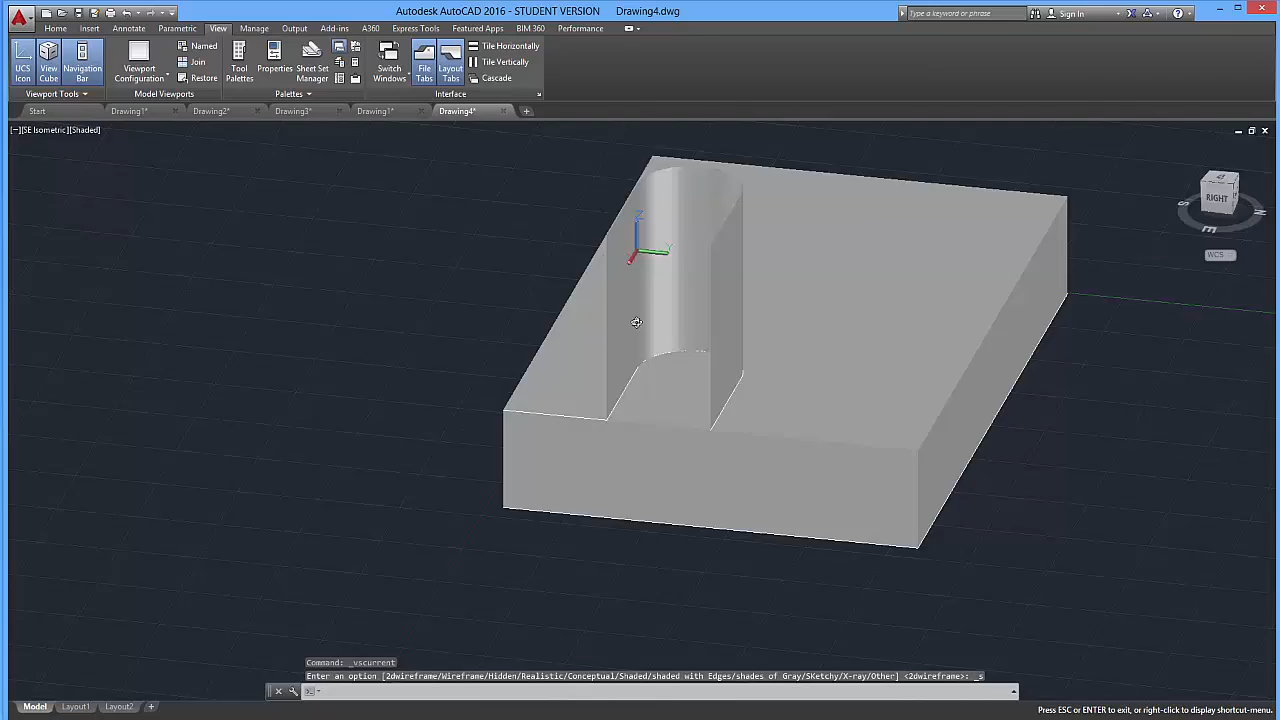 Autodesk AutoCAD 2016 - STUDENT VERSION Drawing4.dwg
Type a keyword or phrase
Sign In
Home Insert Annotate Parametric View Manage Output Add-ins A360 Express Tools Featured Apps BIM 360 Performance
UCS Icon
View Cube
Navigation Bar
Viewport Configuration
Named
Join
Restore
Tool Palettes
Properties
Sheet Set Manager
Switch Windows
File Tabs
Layout Tabs
Tile Horizontally
Tile Vertically
Cascade
Viewport Tools
Model Viewports
Palettes
Interface
Start Drawing1* Drawing2* Drawing3* Drawing1* Drawing4*
[−][SE Isometric][Shaded]
RIGHT
S
E
N
WCS
Z
Y
Command: _vscurrent
Enter an option [2dwireframe/Wireframe/Hidden/Realistic/Conceptual/Shaded/shaded with Edges/shades of Gray/SKetchy/X-ray/Other] <2dwireframe>: _s
Model Layout1 Layout2
Press ESC or ENTER to exit, or right-click to display shortcut-menu.